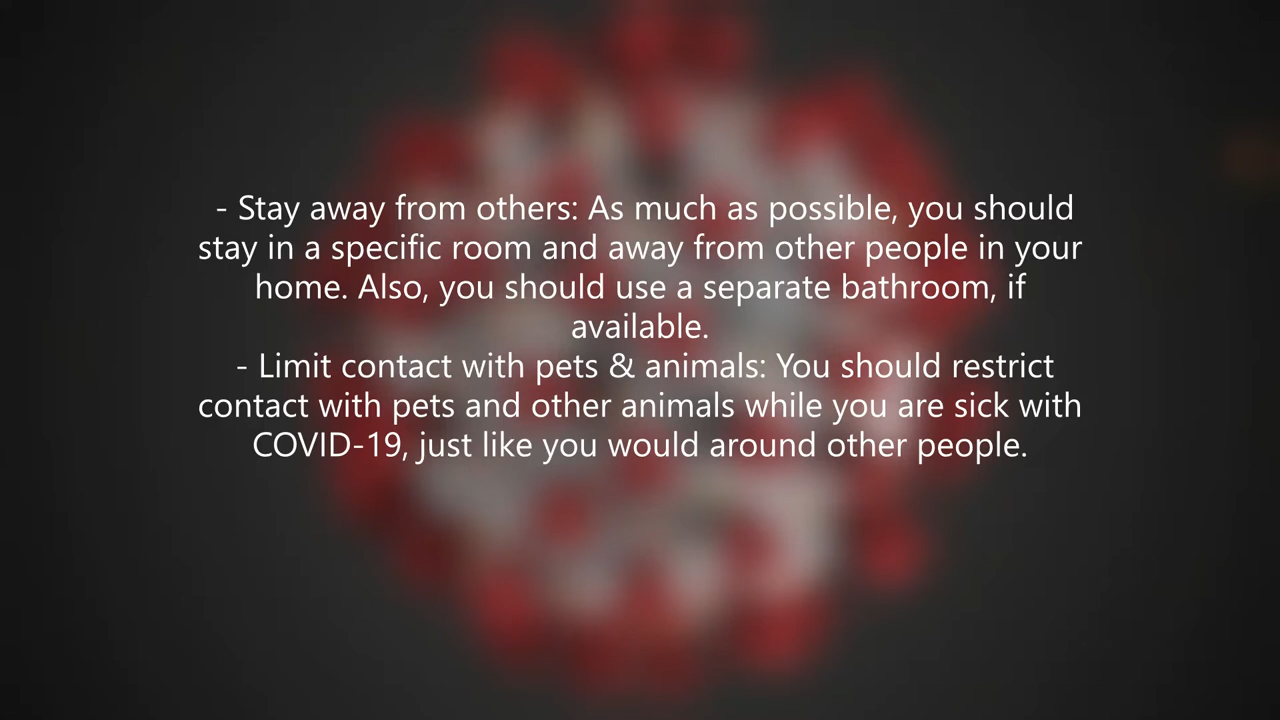 - Stay away from others: As much as possible, you should
stay in a specific room and away from other people in your
home. Also, you should use a separate bathroom, if
available.
- Limit contact with pets & animals: You should restrict
contact with pets and other animals while you are sick with
COVID-19, just like you would around other people.